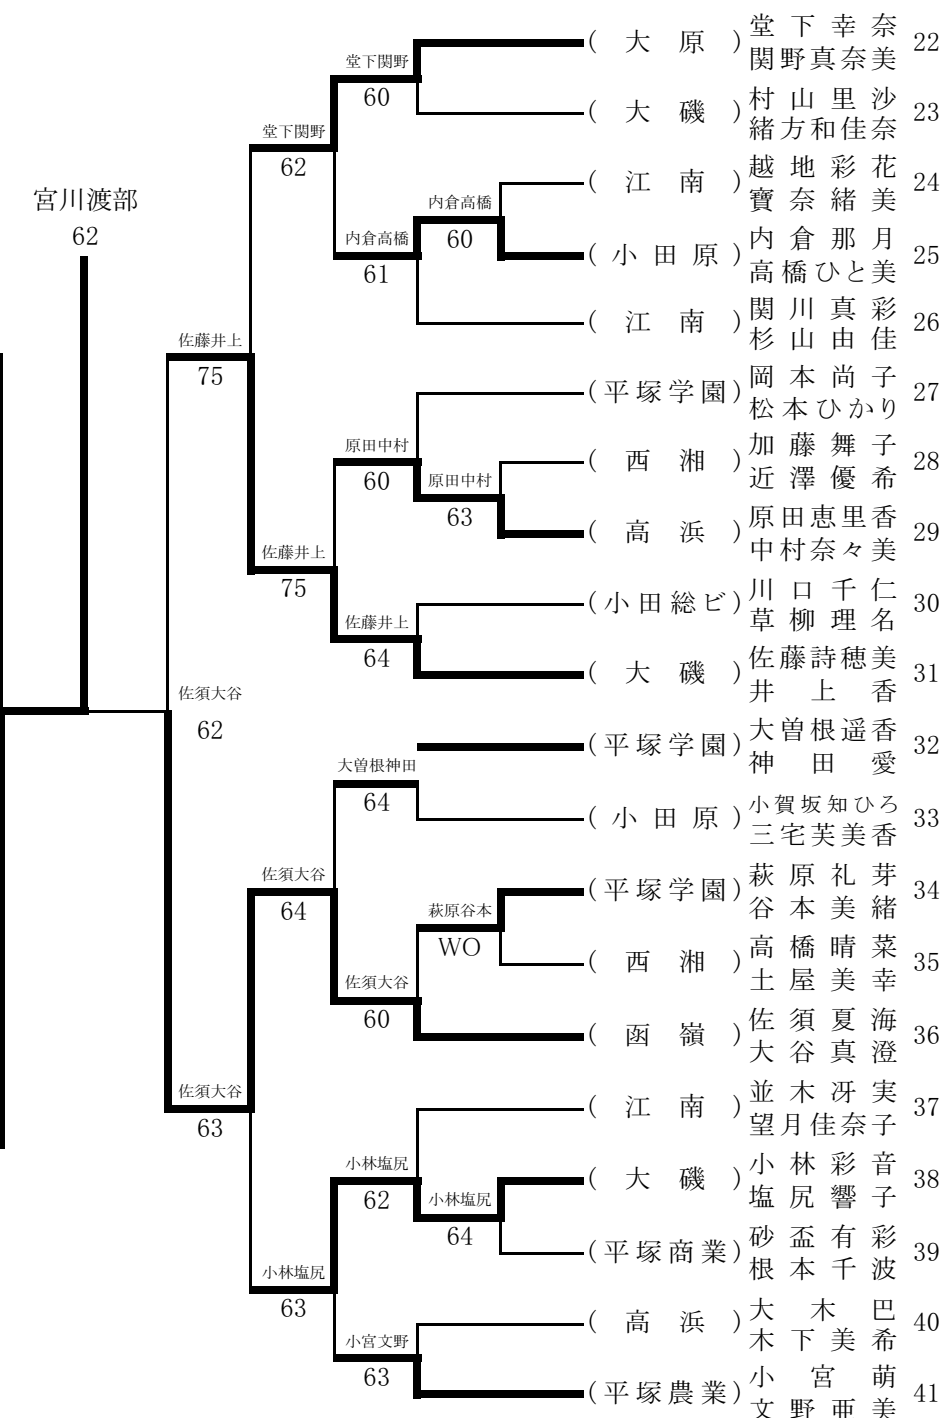 宮川渡部
62
佐藤井上
75
佐須大谷
62
佐須大谷
63
堂下関野
62
佐藤井上
75
佐須大谷
64
小林塩尻
63
堂下関野
60
内倉高橋
61
原田中村
60
佐藤井上
64
大曽根神田
64
佐須大谷
60
小林塩尻
62
小宮文野
63
内倉高橋
60
原田中村
63
萩原谷本
WO
小林塩尻
64
(大原) 堂下幸奈 22
関野真奈美
(大磯) 村山里沙 23
緒方和佳奈
(江南) 越地彩花 24
寶奈緒美
(小田原) 内倉那月 25
高橋ひと美
(江南) 関川真彩 26
杉山由佳
(平塚学園) 岡本尚子 27
松本ひかり
(西湘) 加藤舞子 28
近澤優希
(高浜) 原田恵里香 29
中村奈々美
(小田総ビ) 川口千仁 30
草柳理名
(大磯) 佐藤詩穂美 31
井上香
(平塚学園) 大曽根遥香 32
神田愛
(小田原) 小賀坂知ひろ 33
三宅芙美香
(平塚学園) 萩原礼芽 34
谷本美緒
(西湘) 高橋晴菜 35
土屋美幸
(函嶺) 佐須夏海 36
大谷真澄
(江南) 並木冴実 37
望月佳奈子
(大磯) 小林彩音 38
塩尻響子
(平塚商業) 砂盃有彩 39
根本千波
(高浜) 大木巴 40
木下美希
(平塚農業) 小宮萌 41
文野亜美